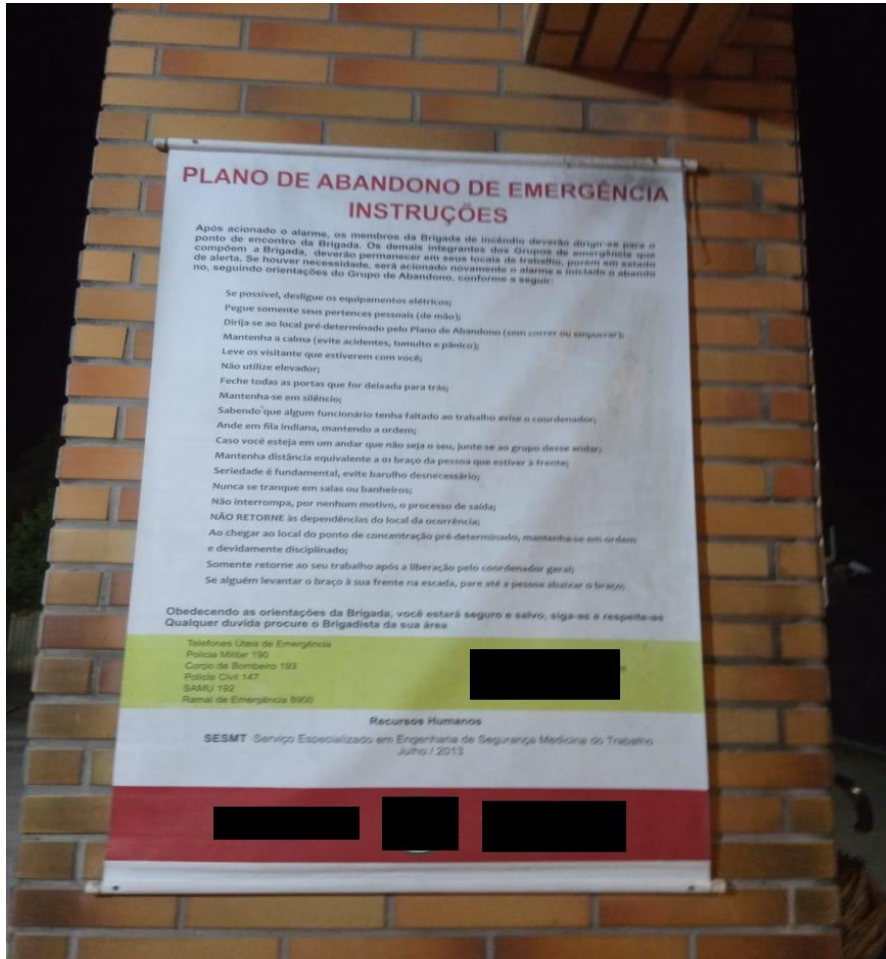 PLANO DE ABANDONO DE EMERGÊNCIA
INSTRUÇÕES
Após acionado o alarme, os membros da Brigada de Incêndio deverão dirigir-se para o
ponto de encontro da Brigada. Os demais integrantes dos Grupos de emergência que
compõem a Brigada, deverão permanecer em seus locais de trabalho, porém em estado
de alerta, Se houver necessidade, será acionado novamente o alarme e iniciado o abando
no, seguindo orientações do Grupo de Abandono, conforme a seguir:
Se possível, desligue os equipamentos elétricos;
Pegue somente seus pertences pessoais (de mão);
Dirija-se ao local pré-determinado pelo Plano de Abandono (sem correr ou empurrar);
Mantenha a calma (evite acidentes, tumulto e pânico);
Leve os visitante que estiverem com você;
Não utilize elevador;
Feche todas as portas que for deixada para trás;
Mantenha-se em silêncio;
Sabendo que algum funcionário tenha faltado ao trabalho avise o coordenador;
Ande em fila indiana, mantendo a ordem;
Caso você esteja em um andar que não seja o seu, junte-se ao grupo desse andar;
Mantenha distância equivalente a 01 braço da pessoa que estiver à frente;
Seriedade é fundamental, evite barulho desnecessário;
Nunca se tranque em salas ou banheiros;
Não interrompa, por nenhum motivo, o processo de saída;
NÃO RETORNE às dependências do local da ocorrência;
Ao chegar ao local do ponto de concentração pré-determinado, mantenha-se em ordem
e devidamente disciplinado;
Somente retorne ao seu trabalho após a liberação pelo coordenador geral;
Se alguém levantar o braço à sua frente na escada, pare até a pessoa abaixar o braço;
Obedecendo as orientações da Brigada, você estará seguro e salvo, siga-as e respeite-as
Qualquer duvida procure o Brigadista da sua área
Telefones Úteis de Emergência
Polícia Militar 190
Corpo de Bombeiro 193
Polícia Civil 147
SAMU 192
Ramal de Emergência 8900
Recursos Humanos
SESMT Serviço Especializado em Engenharia de Segurança Medicina do Trabalho
Julho / 2013